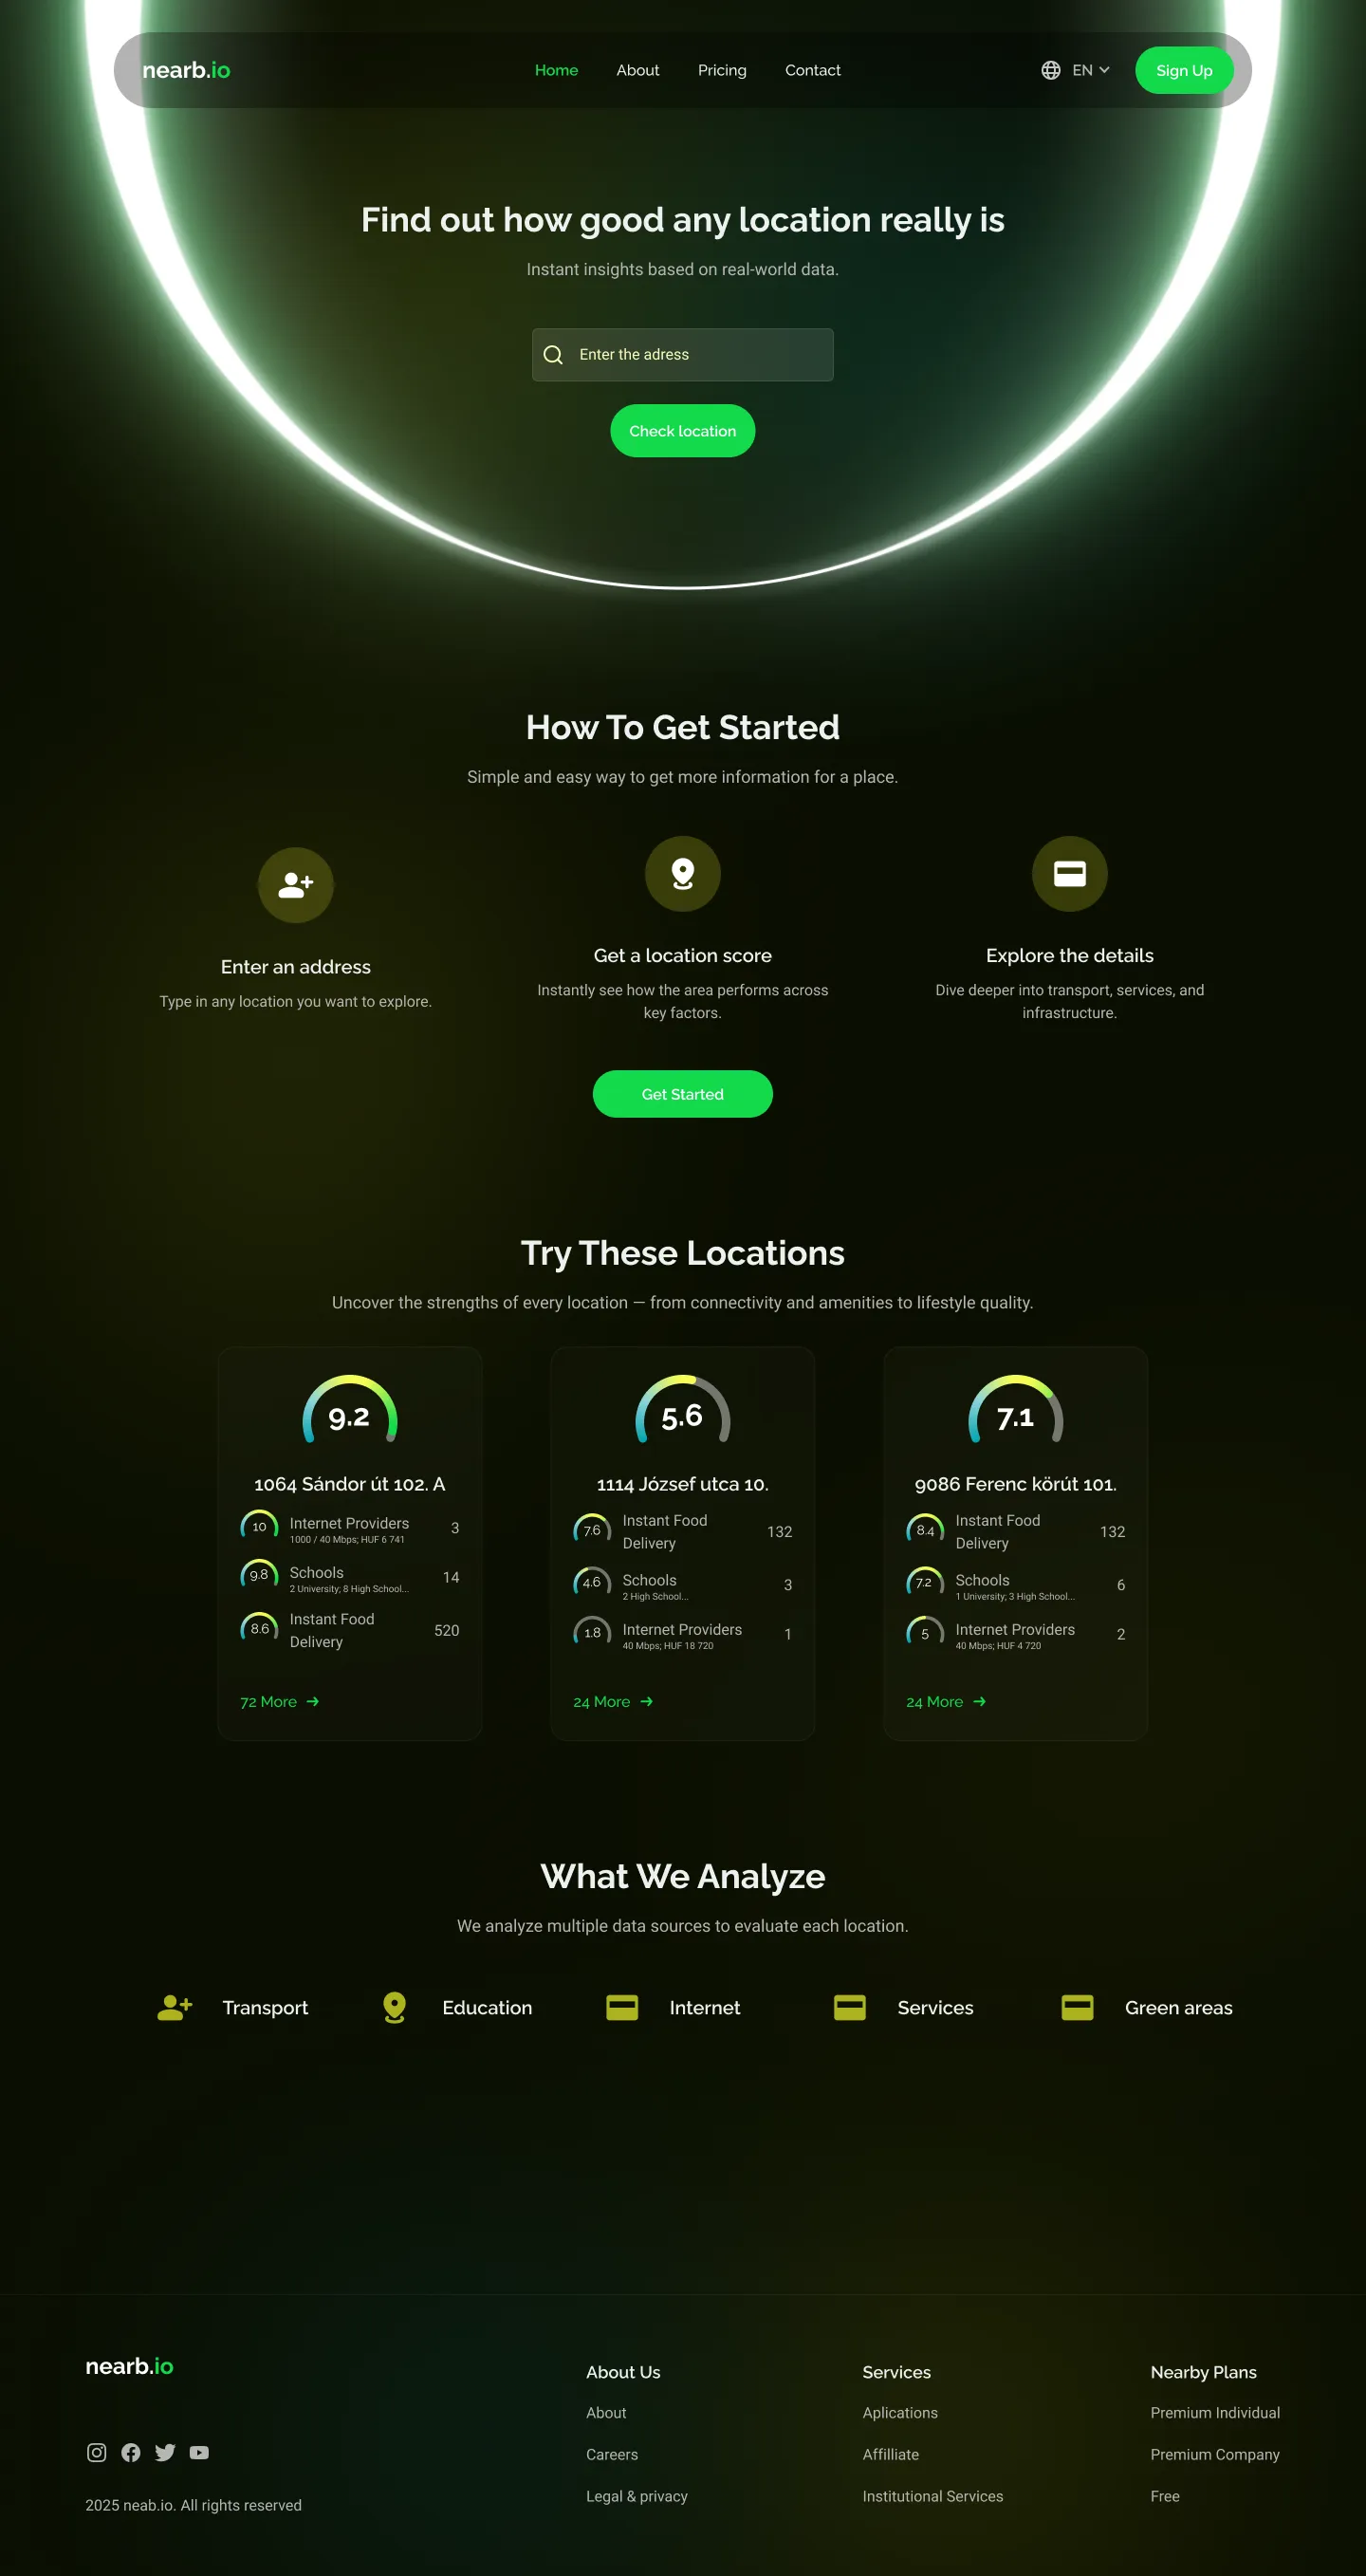 nearb.io
Home About Pricing Contact
EN
Sign Up
Find out how good any location really is
Instant insights based on real-world data.
Enter the adress
Check location
How To Get Started
Simple and easy way to get more information for a place.
Enter an address
Type in any location you want to explore.
Get a location score
Instantly see how the area performs across
key factors.
Explore the details
Dive deeper into transport, services, and
infrastructure.
Get Started
Try These Locations
Uncover the strengths of every location — from connectivity and amenities to lifestyle quality.
9.2
1064 Sándor út 102. A
10 Internet Providers 3
1000 / 40 Mbps; HUF 6 741
9.8 Schools 14
2 University; 8 High School...
8.6 Instant Food
Delivery 520
72 More
5.6
1114 József utca 10.
7.6 Instant Food
Delivery 132
4.6 Schools 3
2 High School...
1.8 Internet Providers 1
40 Mbps; HUF 18 720
24 More
7.1
9086 Ferenc körút 101.
8.4 Instant Food
Delivery 132
7.2 Schools 6
1 University; 3 High School...
5 Internet Providers 2
40 Mbps; HUF 4 720
24 More
What We Analyze
We analyze multiple data sources to evaluate each location.
Transport Education Internet Services Green areas
nearb.io
2025 neab.io. All rights reserved
About Us
About
Careers
Legal & privacy
Services
Aplications
Affilliate
Institutional Services
Nearby Plans
Premium Individual
Premium Company
Free